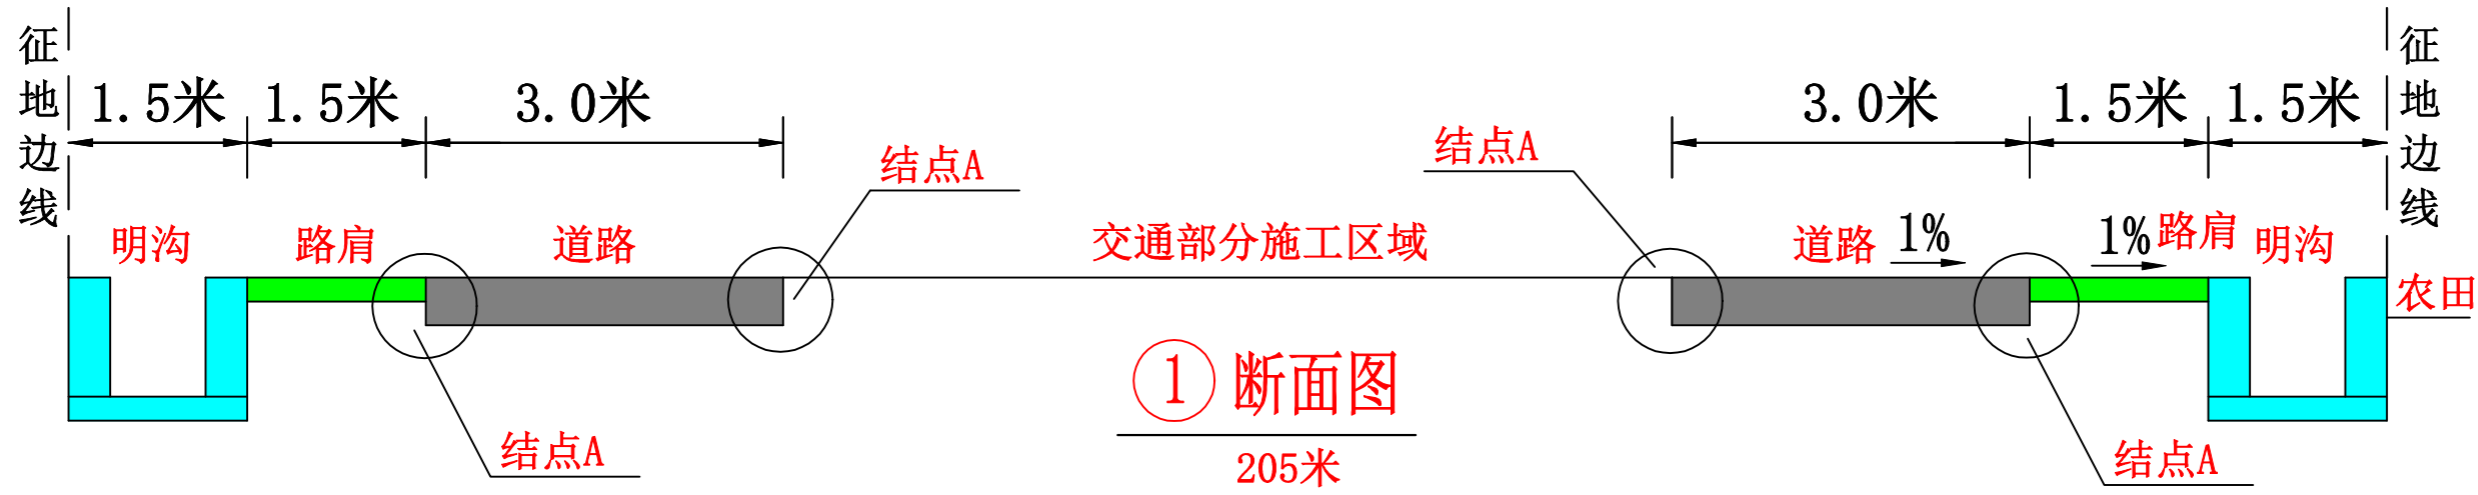 征地边线
征地边线
1.5米 1.5米 3.0米
3.0米 1.5米 1.5米
结点A
结点A
明沟 路肩 道路
交通部分施工区域
道路 1% 1% 路肩 明沟
农田
① 断面图
205米
结点A
结点A